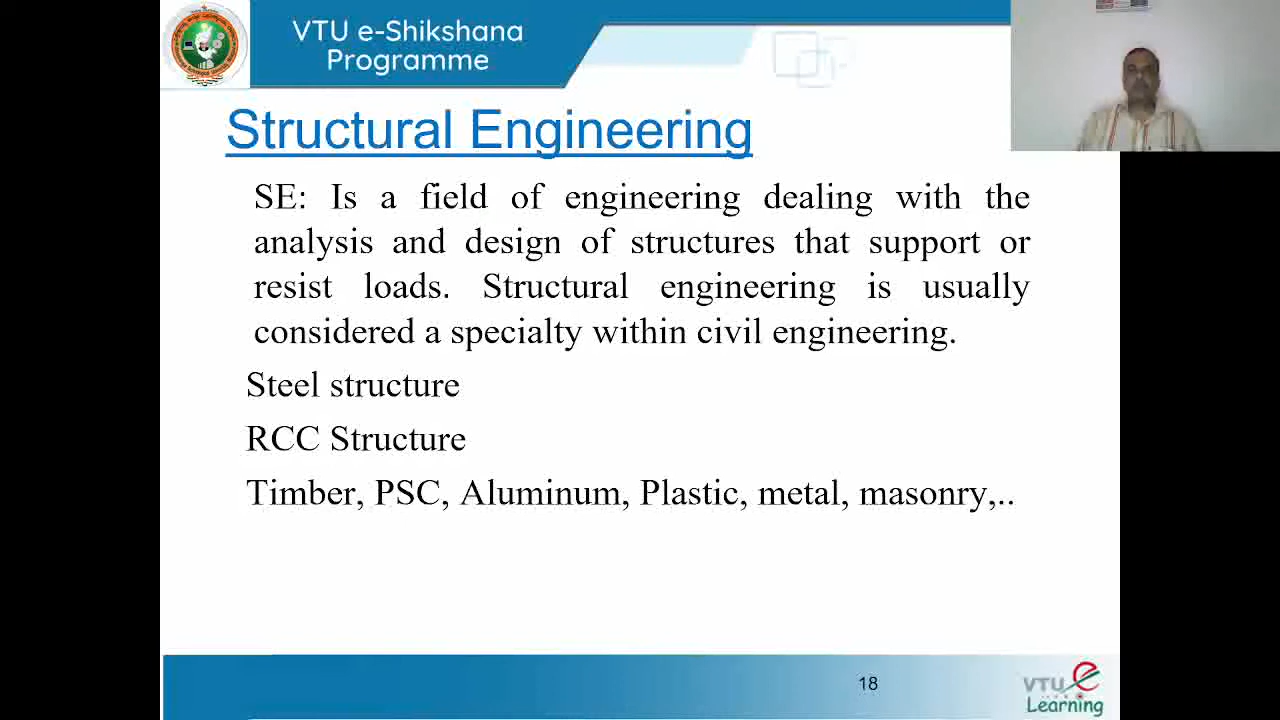 VTU e-Shikshana
Programme
Structural Engineering
SE: Is a field of engineering dealing with the
analysis and design of structures that support or
resist loads. Structural engineering is usually
considered a specialty within civil engineering.
Steel structure
RCC Structure
Timber, PSC, Aluminum, Plastic, metal, masonry,..
18
VTU e
Learning